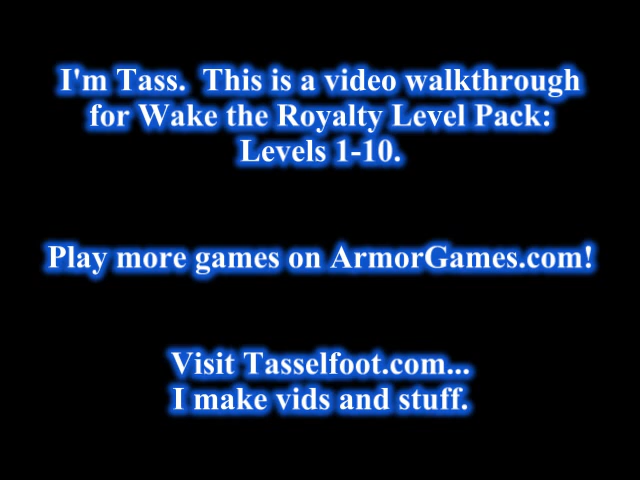 I'm Tass.  This is a video walkthrough
for Wake the Royalty Level Pack:
Levels 1-10.
Play more games on ArmorGames.com!
Visit Tasselfoot.com...
I make vids and stuff.